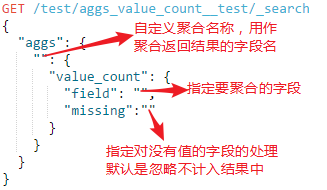 GET /test/aggs_value_count__test/_search
{
自定义聚合名称，用作
"aggs": {
聚合返回结果的字段名
"": {
"value_count": {
"field": "",
指定要聚合的字段
"missing":""
}
}
指定对没有值的字段的处理
}
默认是忽略不计入结果中
}